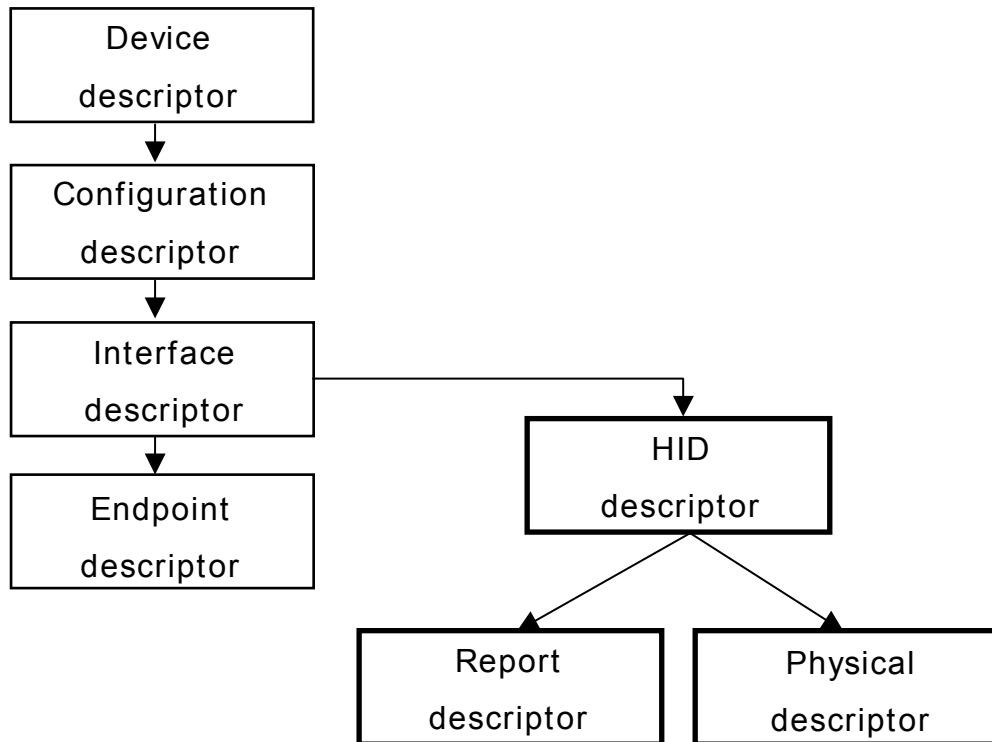 Device
descriptor
Configuration
descriptor
Interface
descriptor
Endpoint
descriptor
HID
descriptor
Report
descriptor
Physical
descriptor